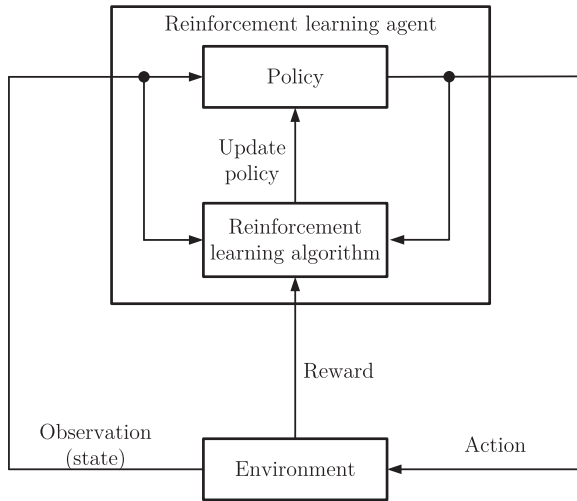 Reinforcement learning agent
Policy
Update
policy
Reinforcement
learning algorithm
Reward
Observation
(state)
Action
Environment